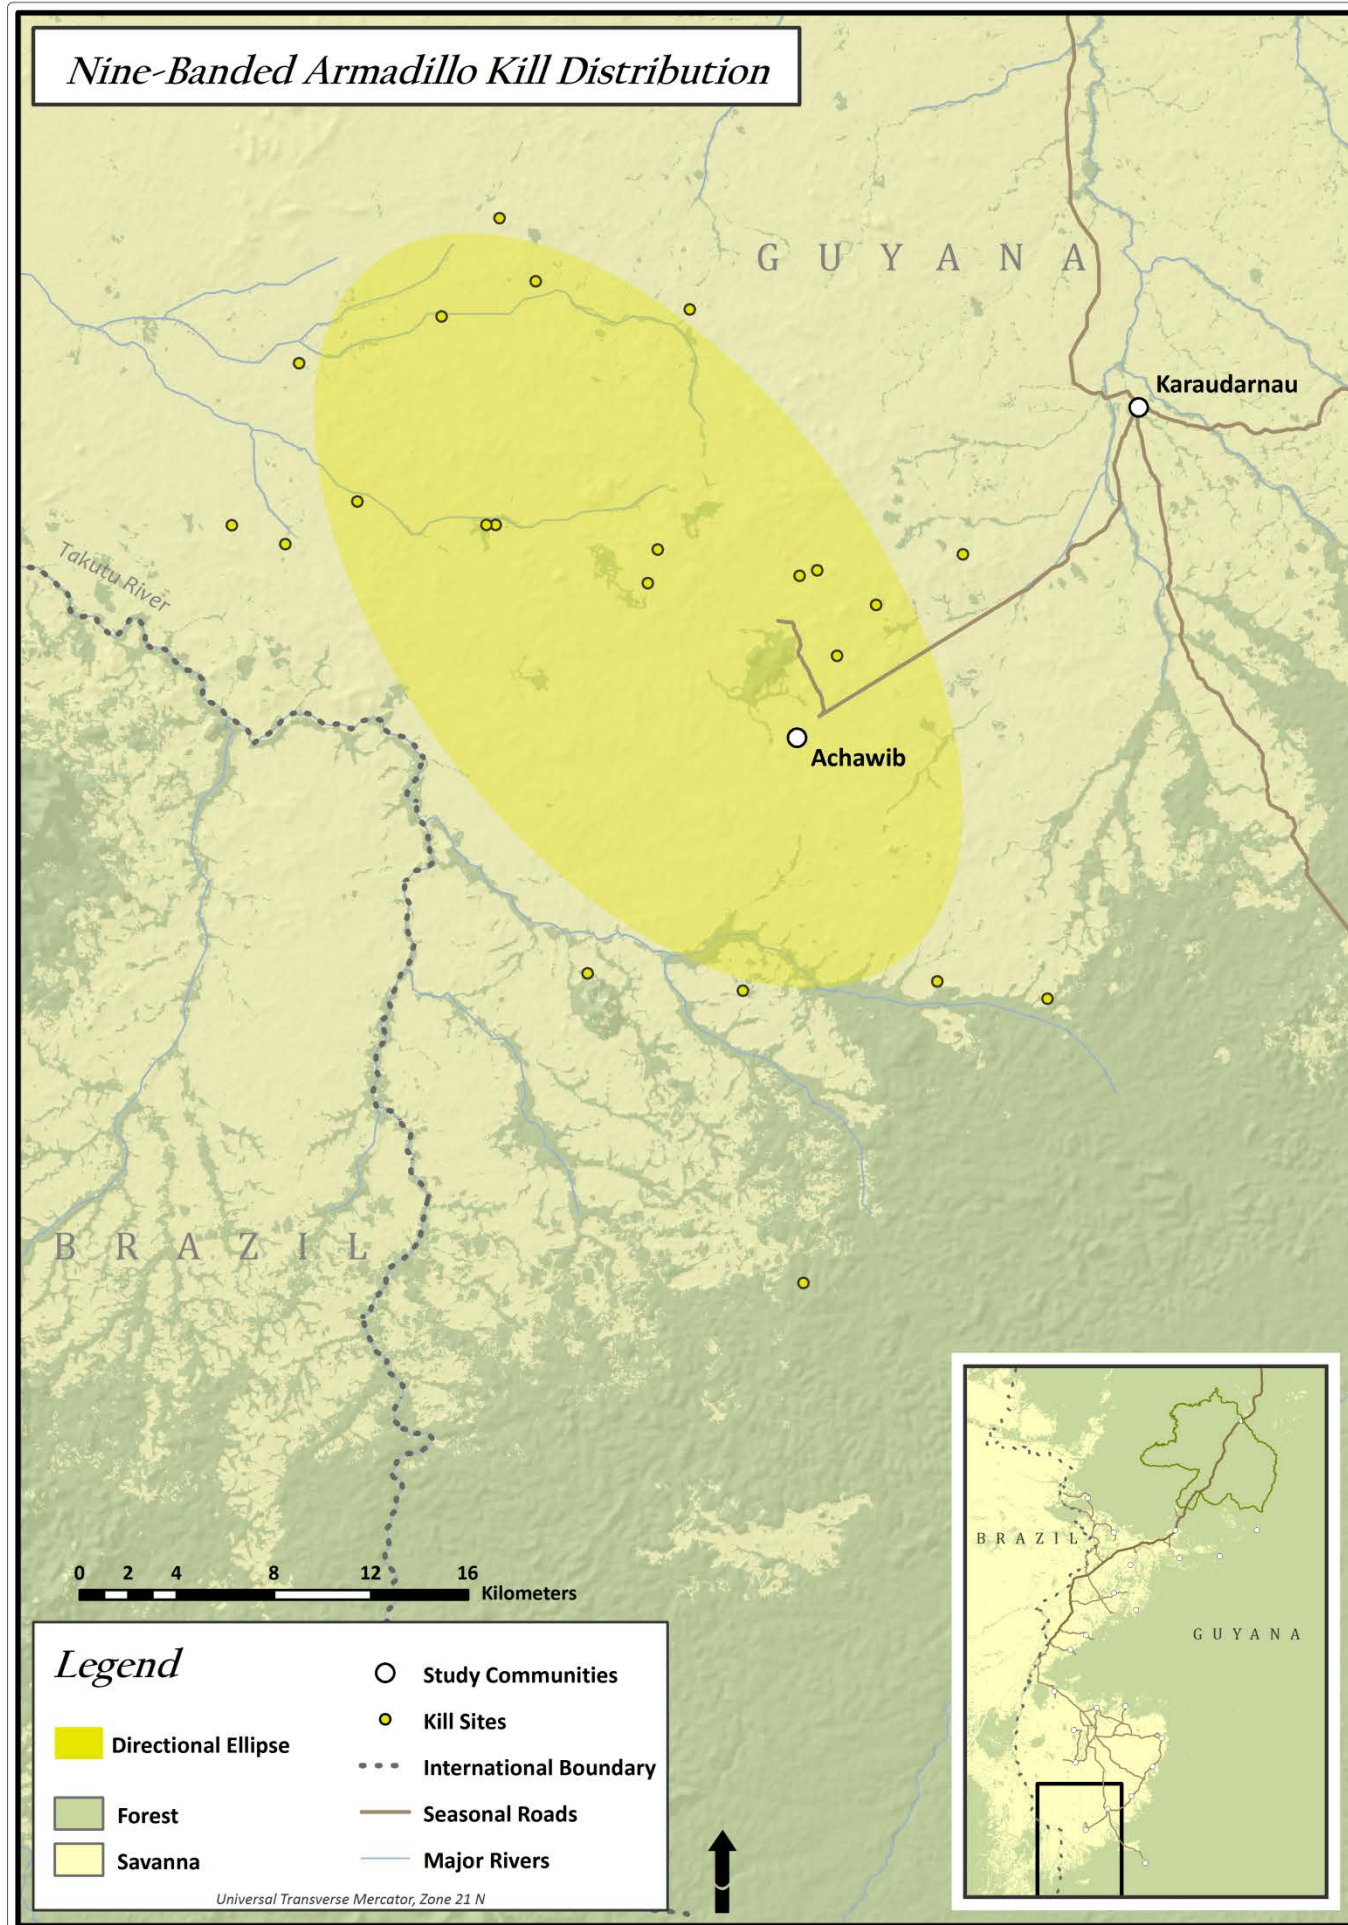 Nine-Banded Armadillo Kill Distribution
G U Y A N A
Karaudarnau
Takutu River
Achawib
B R A Z I L
0 2 4 8 12 16
Kilometers
Legend
Directional Ellipse
Forest
Savanna
Study Communities
Kill Sites
International Boundary
Seasonal Roads
Major Rivers
Universal Transverse Mercator, Zone 21 N
B R A Z I L
G U Y A N A